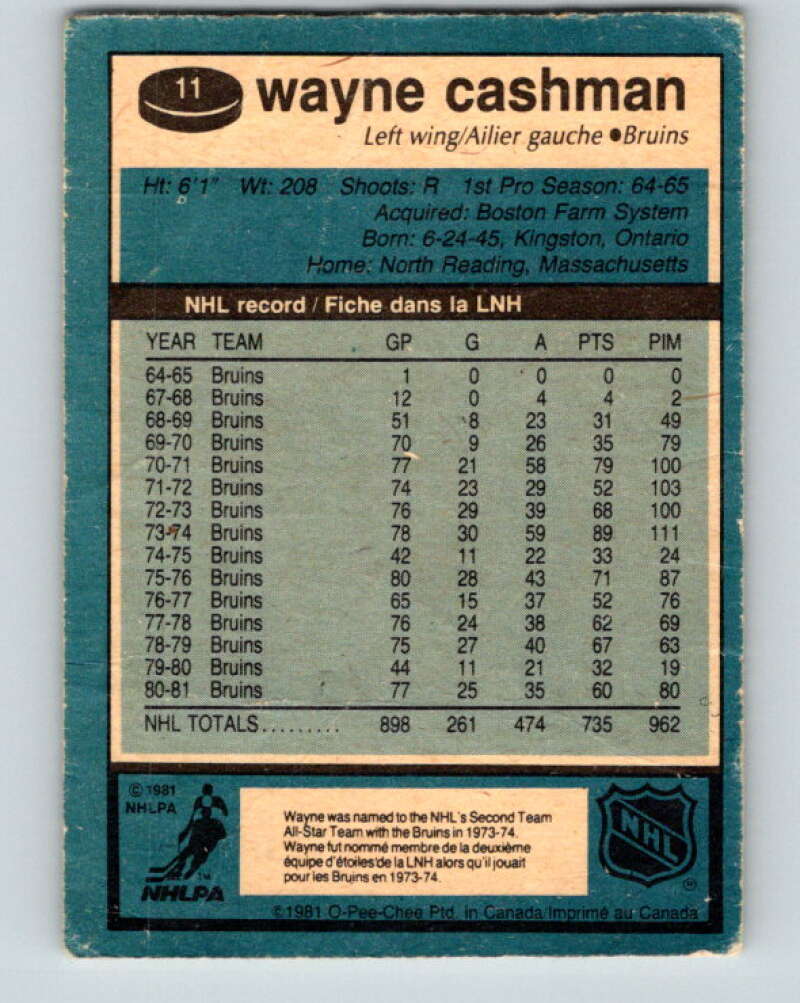 11 wayne cashman
Left wing/Ailier gauche ●Bruins
Ht: 6'1" Wt: 208 Shoots: R 1st Pro Season: 64-65
Acquired: Boston Farm System
Born: 6-24-45, Kingston, Ontario
Home: North Reading, Massachusetts
NHL record / Fiche dans la LNH
YEAR TEAM GP G A PTS PIM
64-65 Bruins 1 0 0 0 0
67-68 Bruins 12 0 4 4 2
68-69 Bruins 51 8 23 31 49
69-70 Bruins 70 9 26 35 79
70-71 Bruins 77 21 58 79 100
71-72 Bruins 74 23 29 52 103
72-73 Bruins 76 29 39 68 100
73-74 Bruins 78 30 59 89 111
74-75 Bruins 42 11 22 33 24
75-76 Bruins 80 28 43 71 87
76-77 Bruins 65 15 37 52 76
77-78 Bruins 76 24 38 62 69
78-79 Bruins 75 27 40 67 63
79-80 Bruins 44 11 21 32 19
80-81 Bruins 77 25 35 60 80
NHL TOTALS......... 898 261 474 735 962
© 1981
NHLPA
TM
NHLPA
Wayne was named to the NHL's Second Team
All-Star Team with the Bruins in 1973-74.
Wayne fut nommé membre de la deuxième
équipe d'étoiles de la LNH alors qu'il jouait
pour les Bruins en 1973-74.
NHL
©1981 O-Pee-Chee Ptd. in Canada/Imprimé au Canada